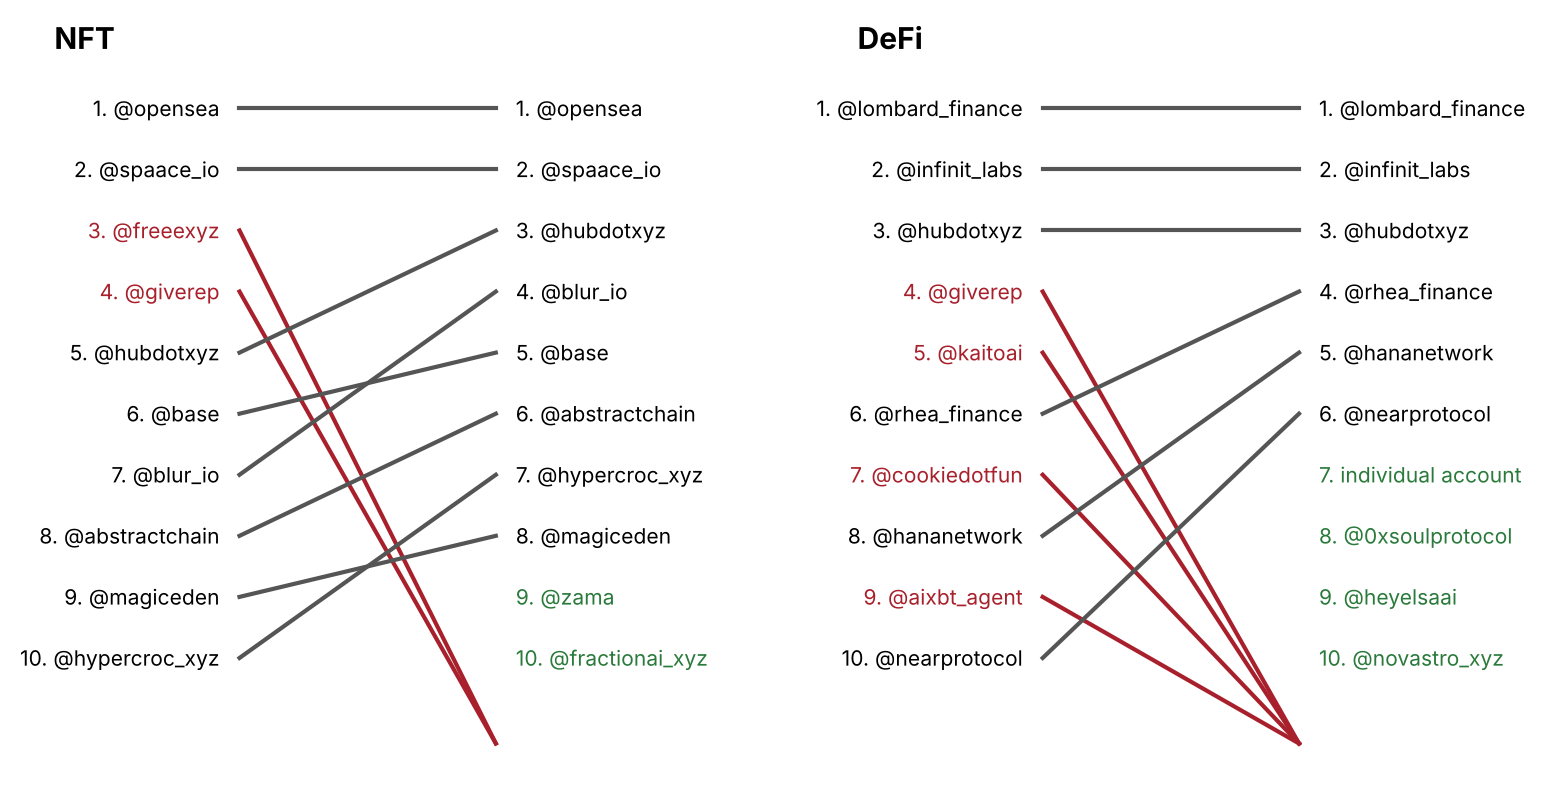 NFT
1. @opensea
2. @spaace_io
3. @freeexyz
4. @giverep
5. @hubdotxyz
6. @base
7. @blur_io
8. @abstractchain
9. @magiceden
10. @hypercroc_xyz
1. @opensea
2. @spaace_io
3. @hubdotxyz
4. @blur_io
5. @base
6. @abstractchain
7. @hypercroc_xyz
8. @magiceden
9. @zama
10. @fractionai_xyz
DeFi
1. @lombard_finance
2. @infinit_labs
3. @hubdotxyz
4. @giverep
5. @kaitoai
6. @rhea_finance
7. @cookiedotfun
8. @hananetwork
9. @aixbt_agent
10. @nearprotocol
1. @lombard_finance
2. @infinit_labs
3. @hubdotxyz
4. @rhea_finance
5. @hananetwork
6. @nearprotocol
7. individual account
8. @0xsoulprotocol
9. @heyelsaai
10. @novastro_xyz